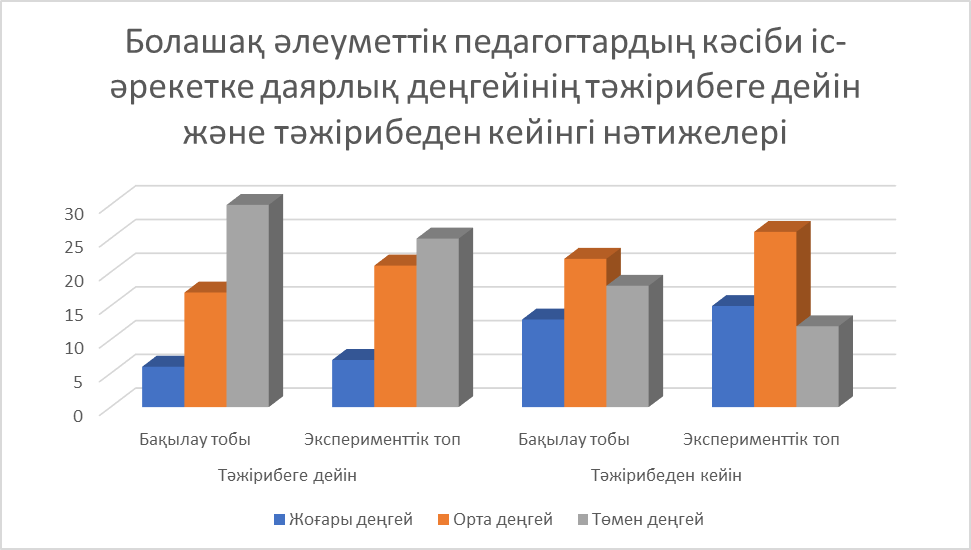 Болашақ әлеуметтік педагогтардың кәсіби іс-
әрекетке даярлық деңгейінің тәжірибеге дейін
және тәжірибеден кейінгі нәтижелері
30
25
20
15
10
5
0
Бақылау тобы Эксперименттік топ Бақылау тобы Эксперименттік топ
Тәжірибеге дейін Тәжірибеден кейін
Жоғары деңгей Орта деңгей Төмен деңгей